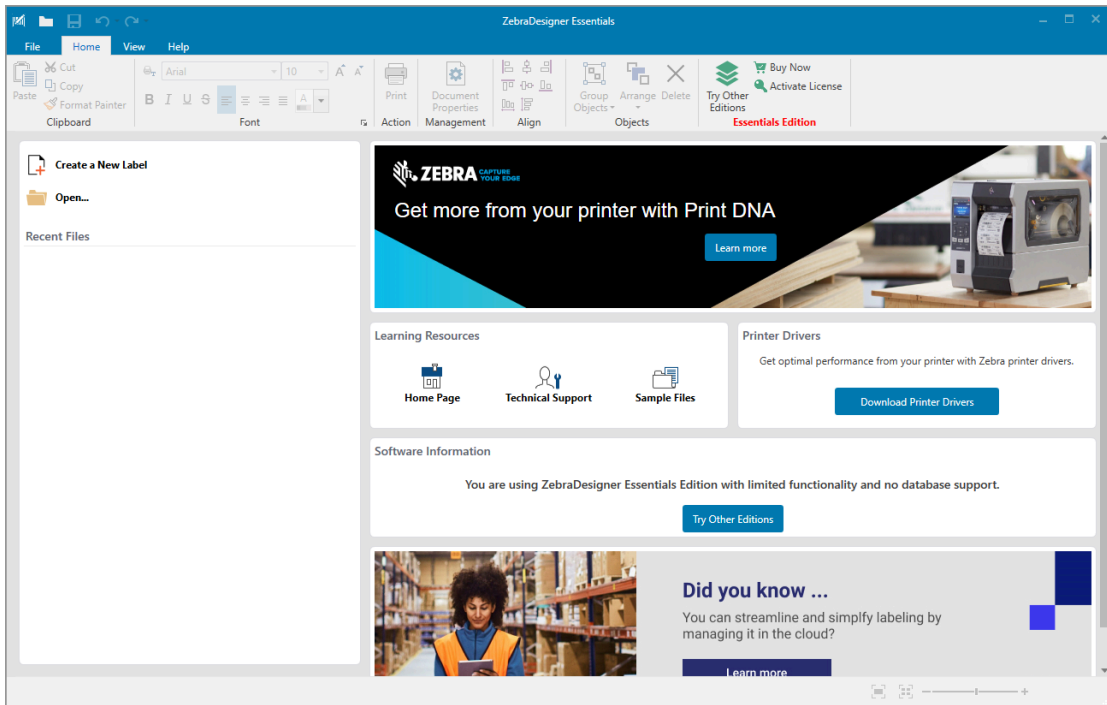 ZebraDesigner Essentials
File Home View Help
Paste
Cut
Copy
Format Painter
Clipboard
Arial 10
B I U S
Font
Print
Action
Document
Properties
Management
Align
Group
Objects
Arrange
Delete
Objects
Try Other
Editions
Buy Now
Activate License
Essentials Edition
Create a New Label
Open...
Recent Files
ZEBRA CAPTURE
YOUR EDGE
Get more from your printer with Print DNA
Learn more
Learning Resources
Home Page
Technical Support
Sample Files
Printer Drivers
Get optimal performance from your printer with Zebra printer drivers.
Download Printer Drivers
Software Information
You are using ZebraDesigner Essentials Edition with limited functionality and no database support.
Try Other Editions
Did you know ...
You can streamline and simplfy labeling by
managing it in the cloud?
Learn more